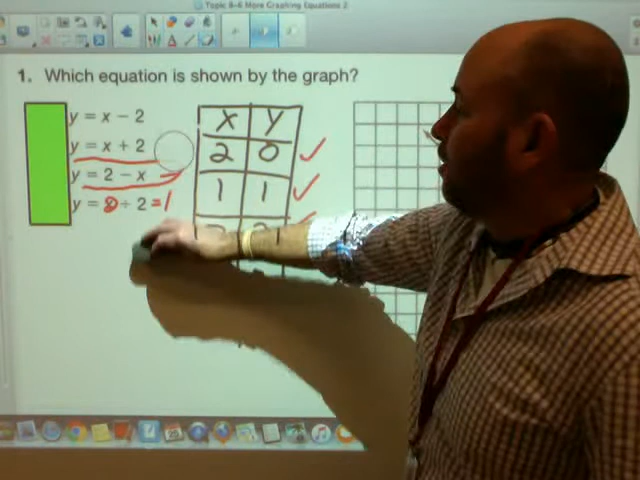 Topic 8-6 More Graphing Equations 2
1. Which equation is shown by the graph?
y = x − 2
y = x + 2
y = 2 − x
y = 2 ÷ 2 = 1
X Y
2 0
1 1